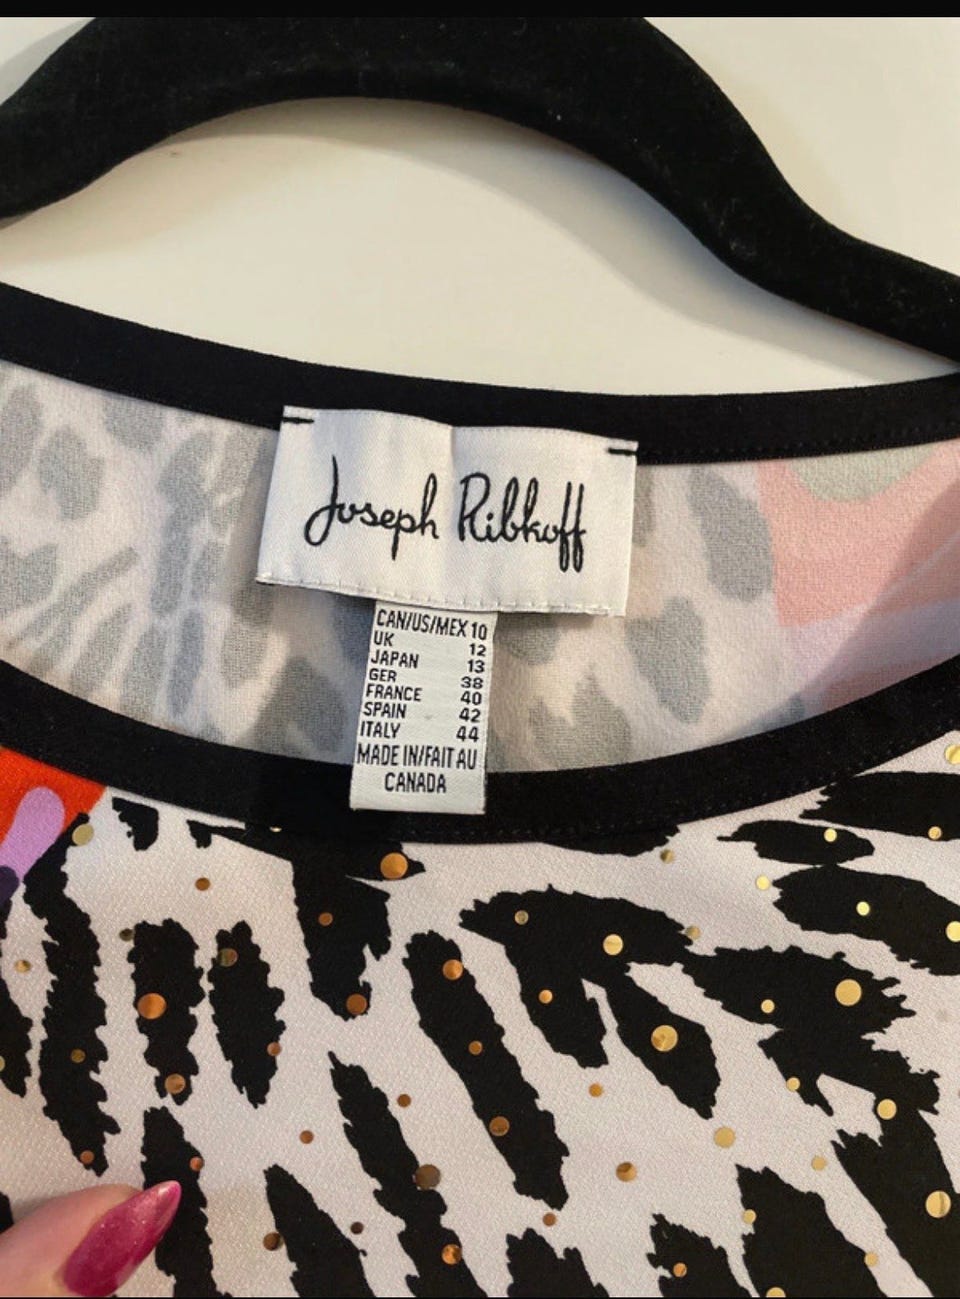 Joseph Ribkoff
CAN/US/MEX 10
UK 12
JAPAN 13
GER 38
FRANCE 40
SPAIN 42
ITALY 44
MADE IN/FAIT AU
CANADA